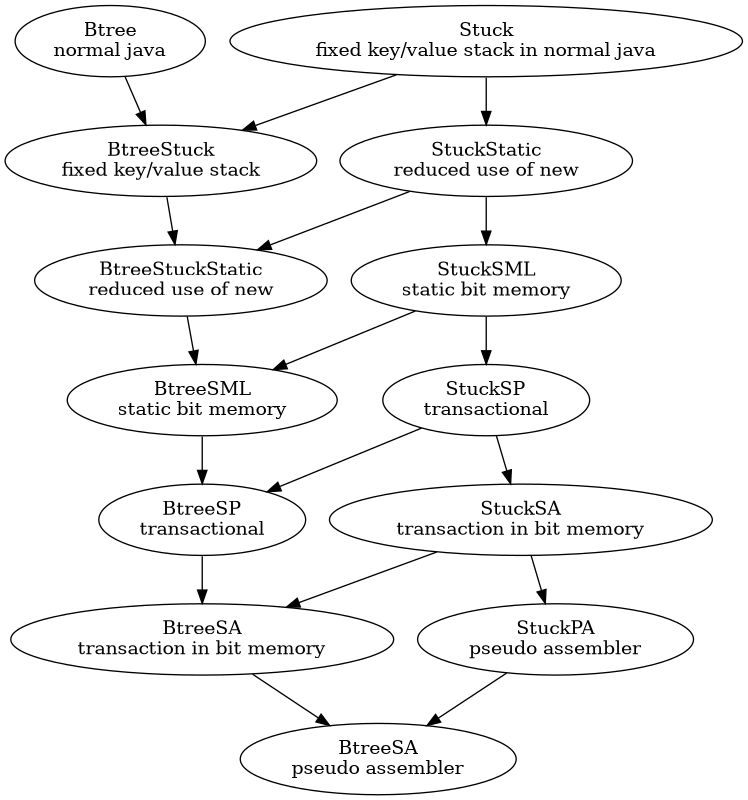 Btree
normal java
Stuck
fixed key/value stack in normal java
BtreeStuck
fixed key/value stack
StuckStatic
reduced use of new
BtreeStuckStatic
reduced use of new
StuckSML
static bit memory
BtreeSML
static bit memory
StuckSP
transactional
BtreeSP
transactional
StuckSA
transaction in bit memory
BtreeSA
transaction in bit memory
StuckPA
pseudo assembler
BtreeSA
pseudo assembler